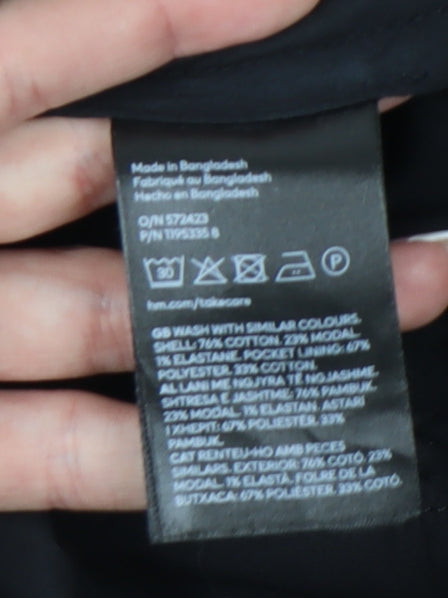 Made in Bangladesh
Fabriqué au Bangladesh
Hecho en Bangladesh
O/N 572423
P/N 1195335 8
30
P
hm.com/takecare
GB WASH WITH SIMILAR COLOURS.
SHELL: 76% COTTON. 23% MODAL.
1% ELASTANE. POCKET LINING: 67%
POLYESTER. 33% COTTON.
AL LANI ME NGJYRA TË NGJASHME.
SHTRESA E JASHTME: 76% PAMBUK.
23% MODAL. 1% ELASTAN. ASTARI
I XHEPIT: 67% POLIESTER. 33%
PAMBUK.
CAT RENTEU-HO AMB PECES
SIMILARS. EXTERIOR: 76% COTÓ. 23%
MODAL. 1% ELASTÀ. FOLRE DE LA
BUTXACA: 67% POLIÈSTER. 33% COTÓ